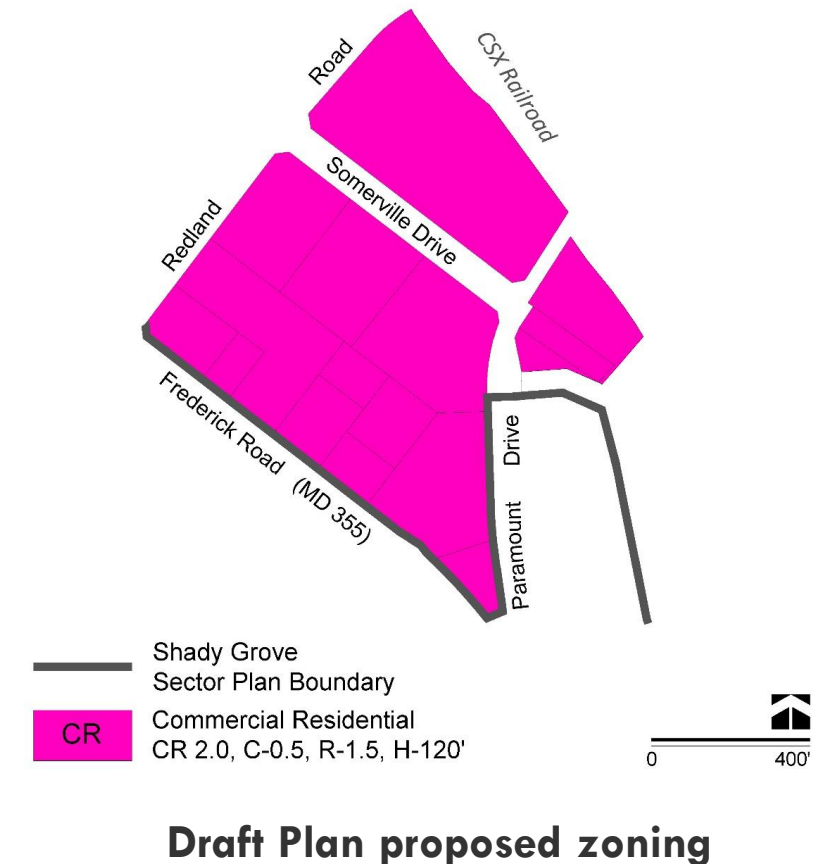 Road
CSX Railroad
Redland
Somerville Drive
Frederick Road (MD 355)
Paramount Drive
Shady Grove
Sector Plan Boundary
CR
Commercial Residential
CR 2.0, C-0.5, R-1.5, H-120'
0 400'
Draft Plan proposed zoning